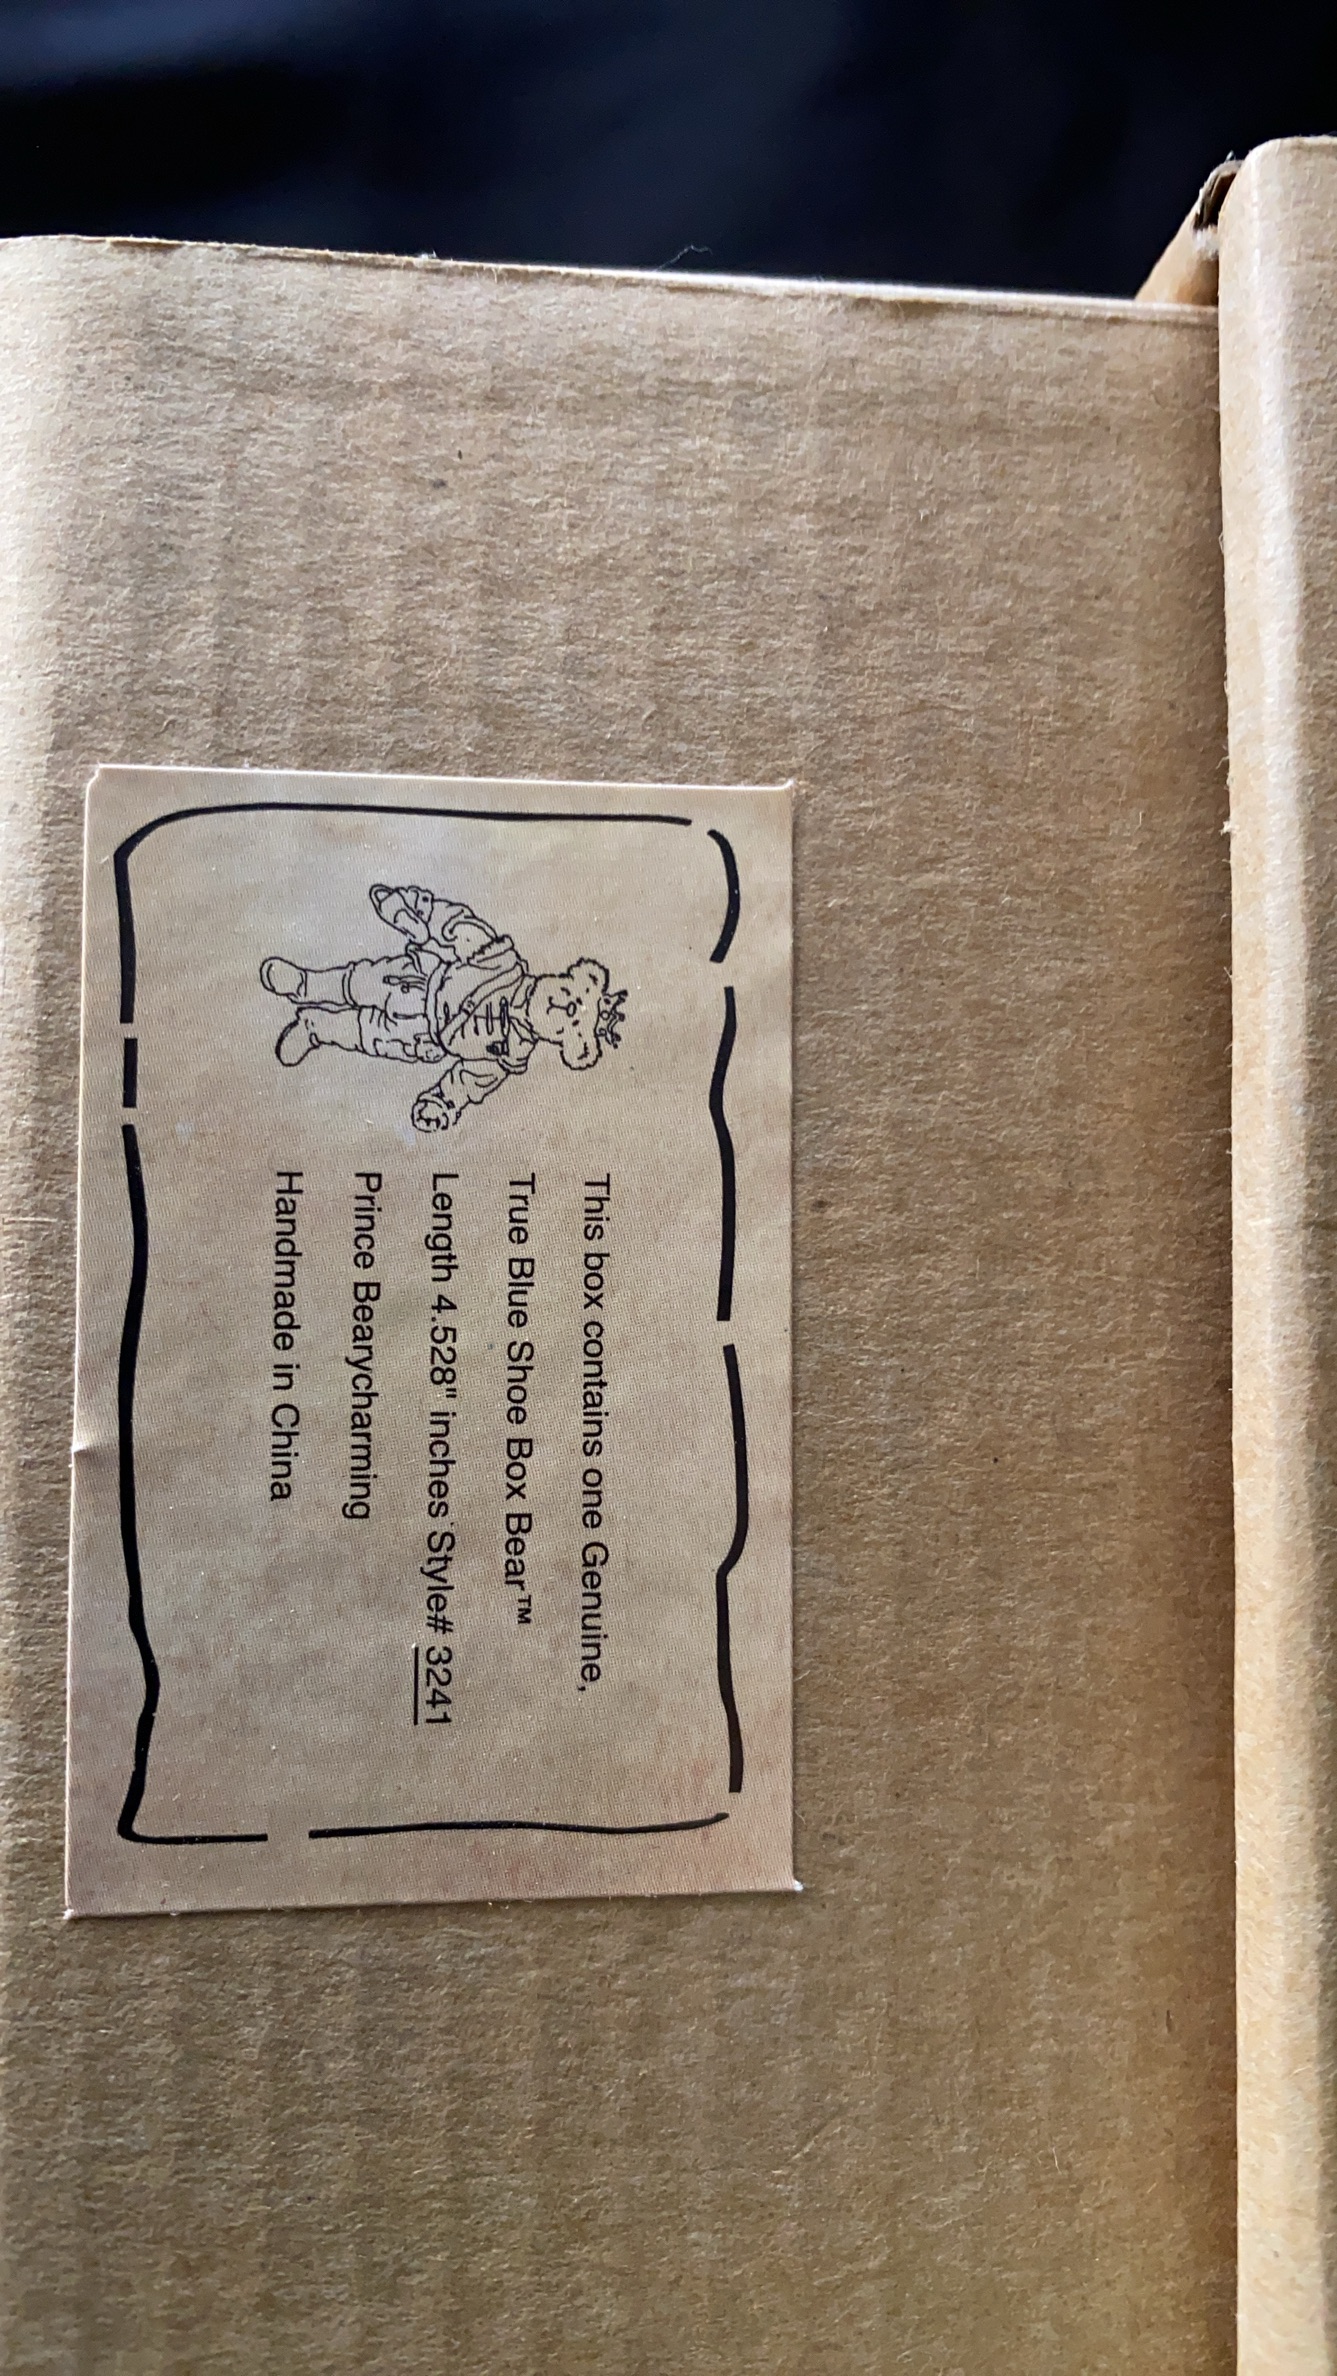 This box contains one Genuine,
True Blue Shoe Box Bear™
Length 4.528" inches Style# 3241
Prince Bearycharming
Handmade in China